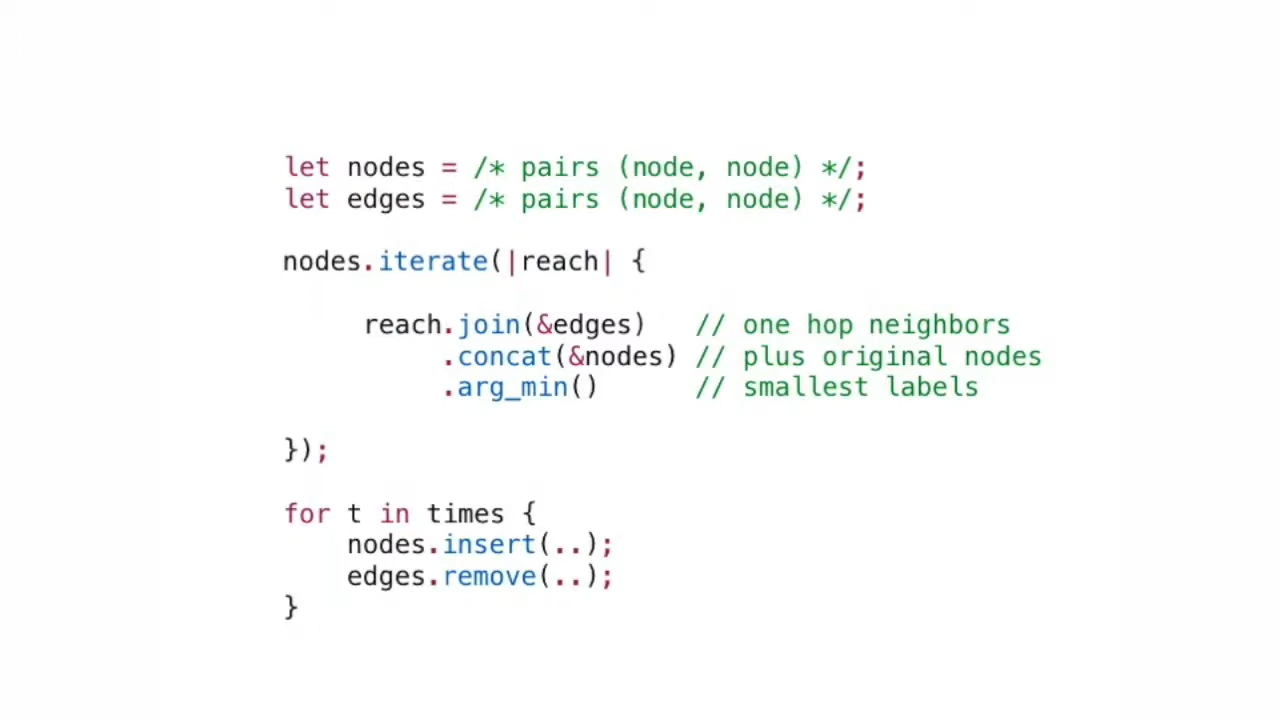 let nodes = /* pairs (node, node) */;
let edges = /* pairs (node, node) */;
nodes.iterate(|reach| {
reach.join(&edges) // one hop neighbors
.concat(&nodes) // plus original nodes
.arg_min() // smallest labels
});
for t in times {
nodes.insert(..);
edges.remove(..);
}